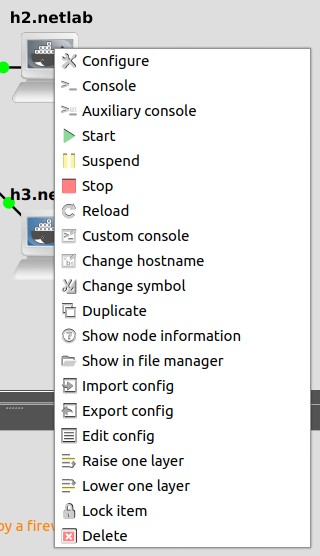 h2.netlab
Configure
Console
Auxiliary console
Start
Suspend
Stop
h3.ne
Reload
Custom console
Change hostname
Change symbol
Duplicate
Show node information
Show in file manager
Import config
Export config
Edit config
Raise one layer
Lower one layer
Lock item
by a firew
Delete